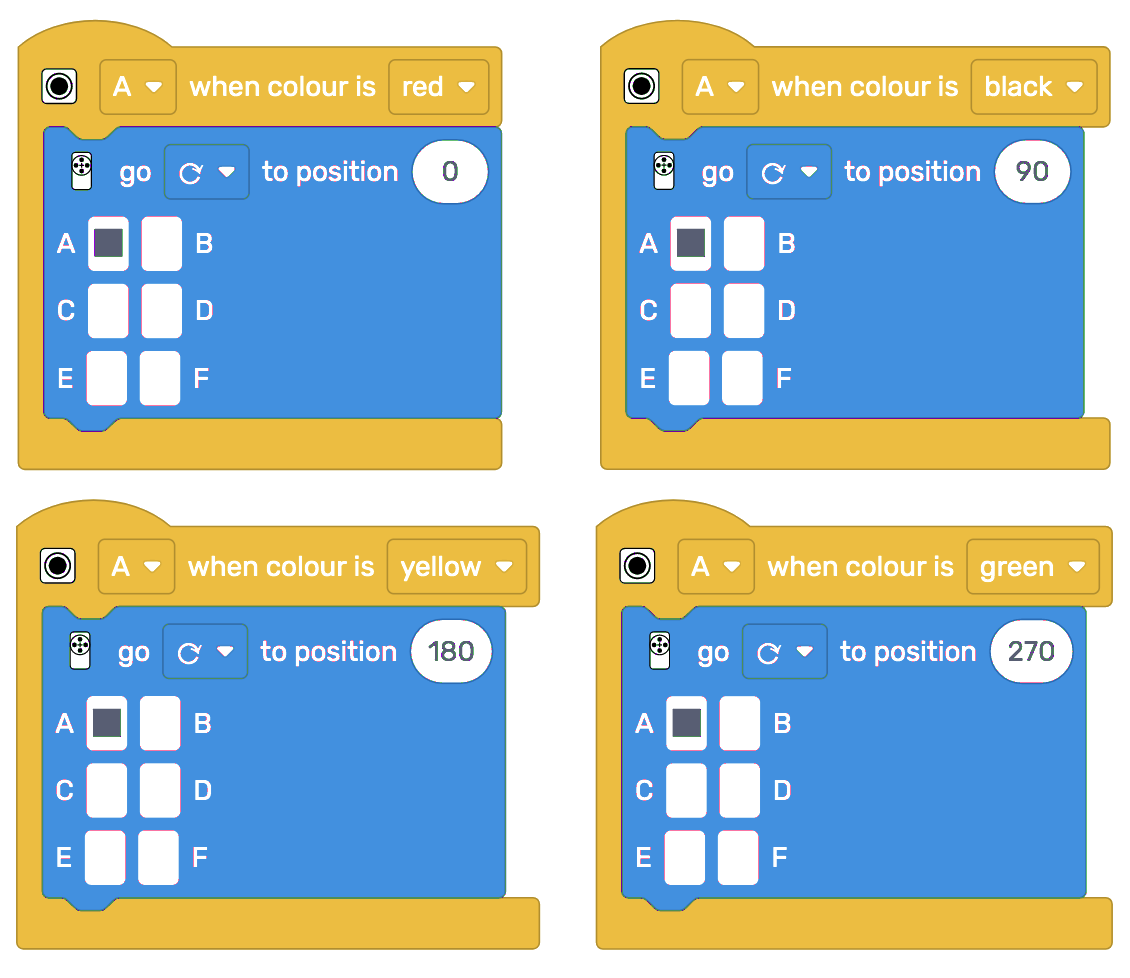 A when colour is red
go to position 0
A B
C D
E F
A when colour is black
go to position 90
A B
C D
E F
A when colour is yellow
go to position 180
A B
C D
E F
A when colour is green
go to position 270
A B
C D
E F